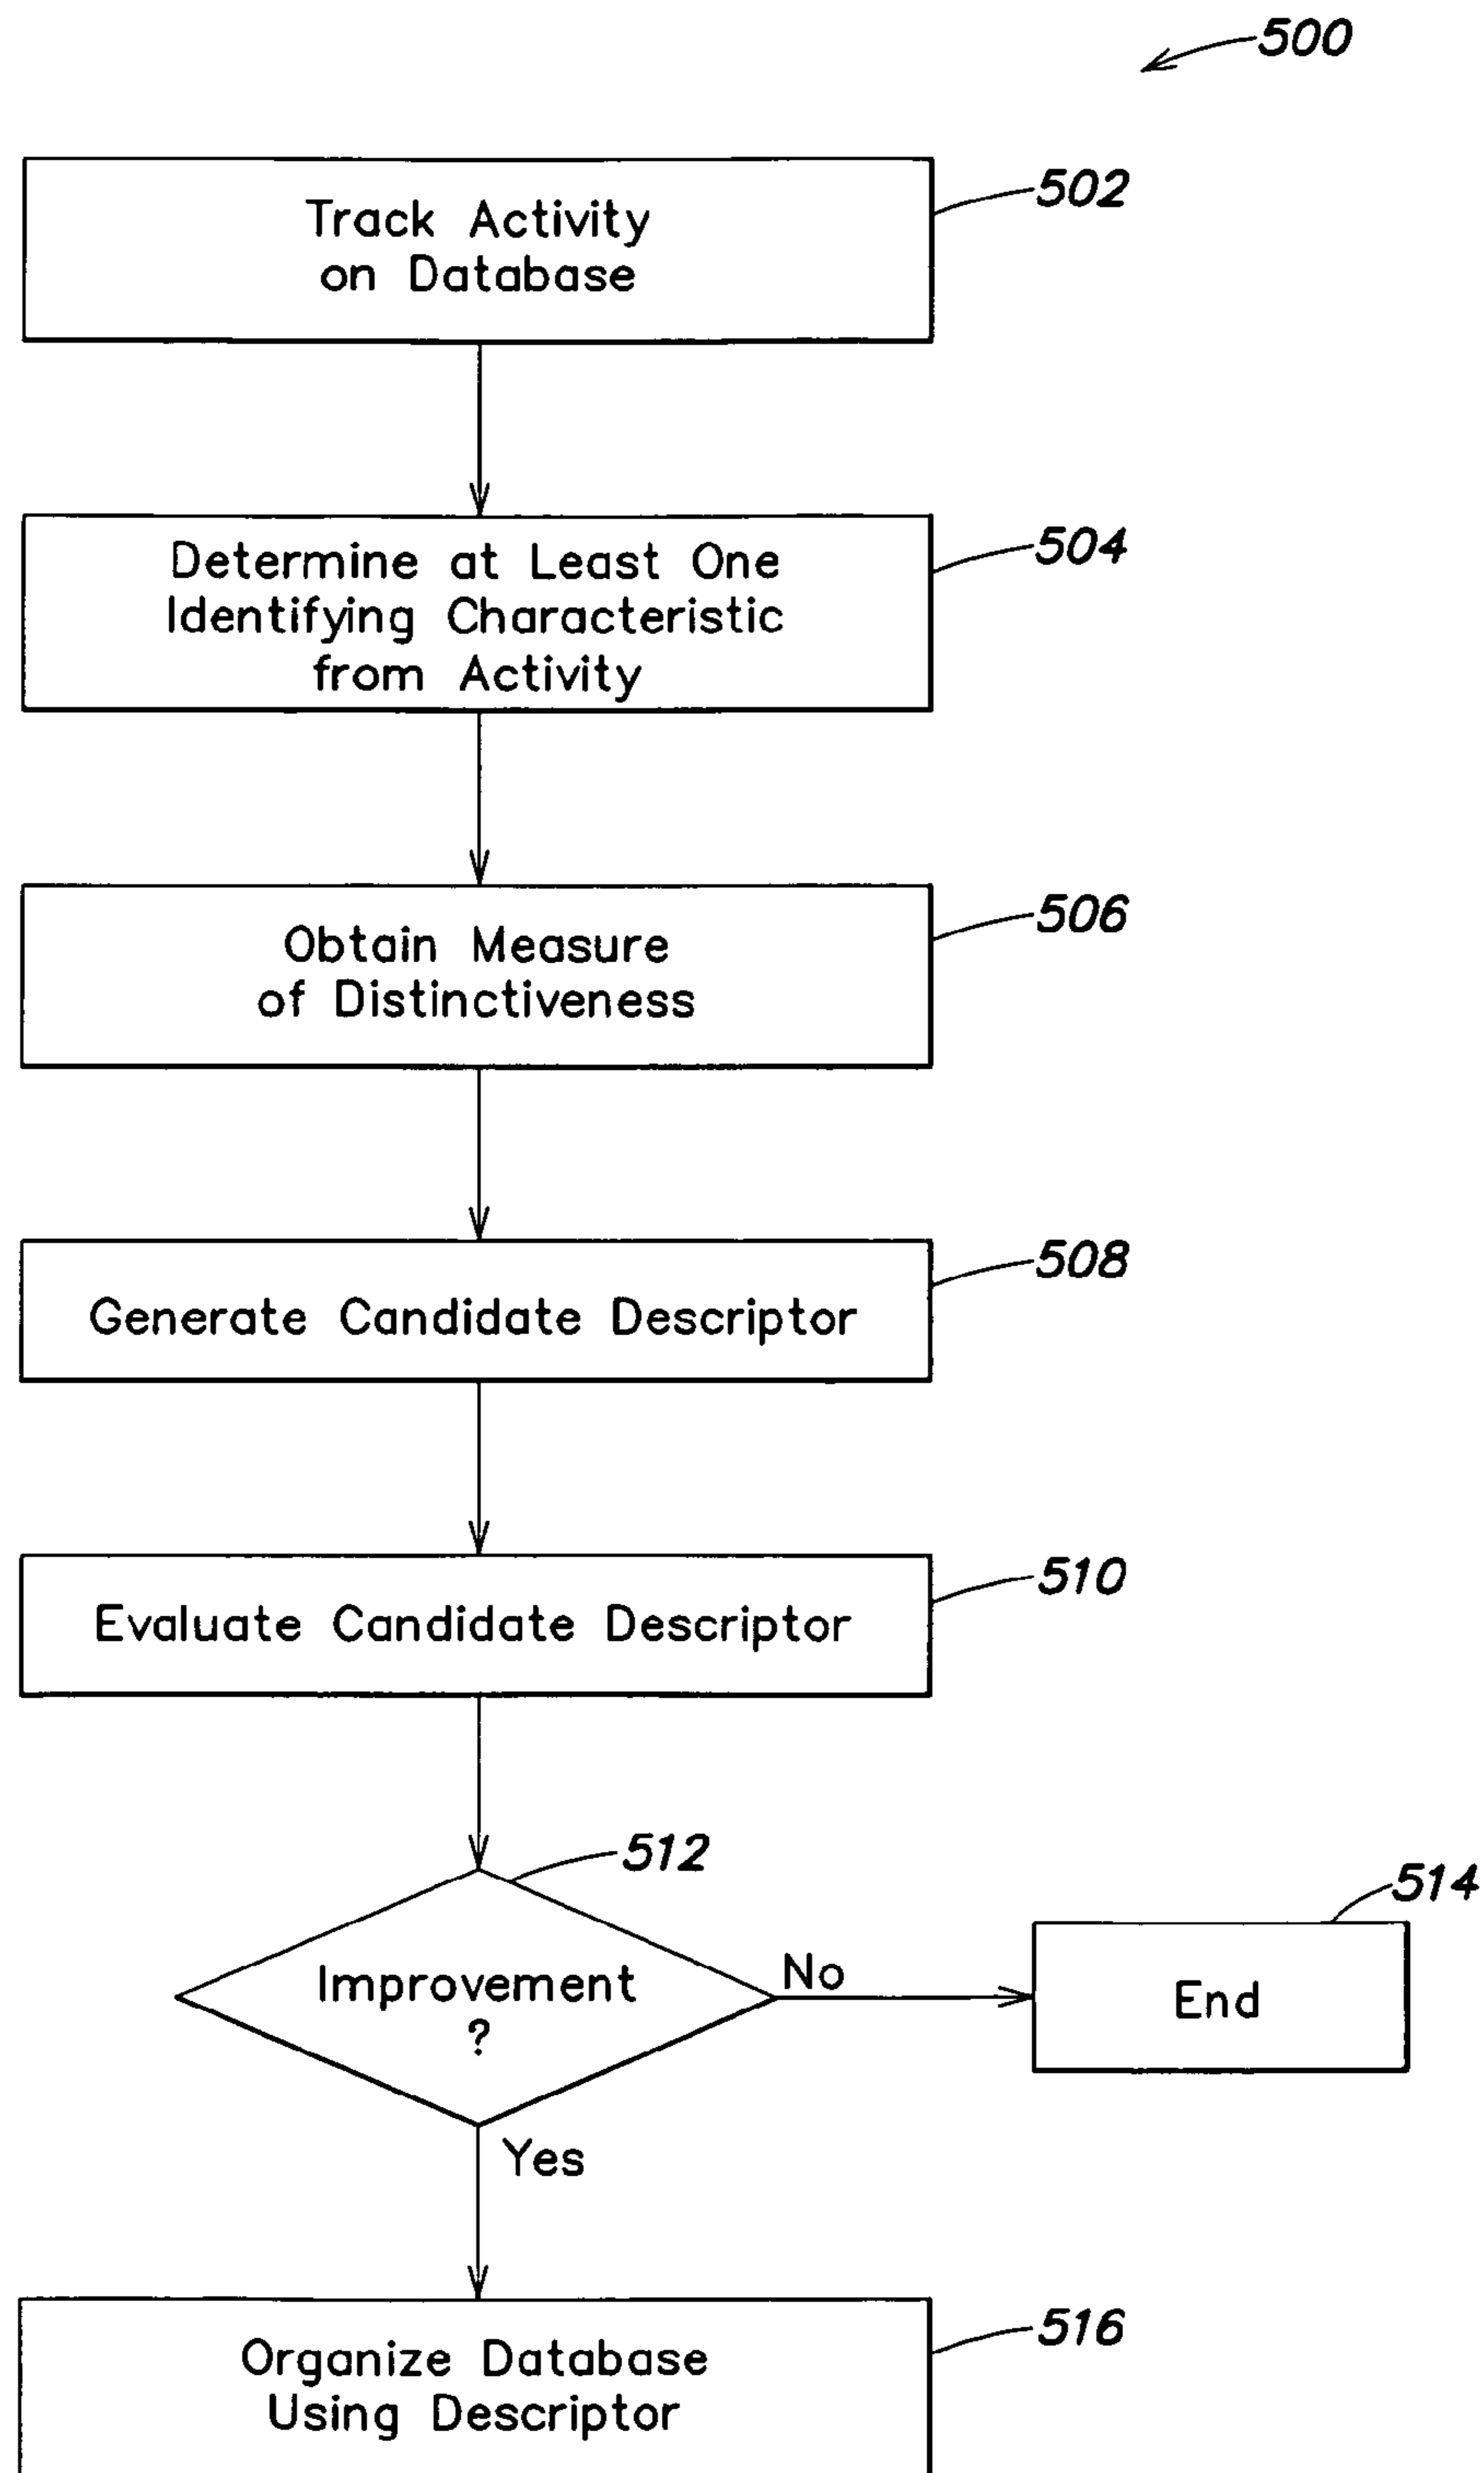 500
502
Track Activity
on Database
504
Determine at Least One
Identifying Characteristic
from Activity
506
Obtain Measure
of Distinctiveness
508
Generate Candidate Descriptor
510
Evaluate Candidate Descriptor
512
514
Improvement
?
No
End
Yes
516
Organize Database
Using Descriptor